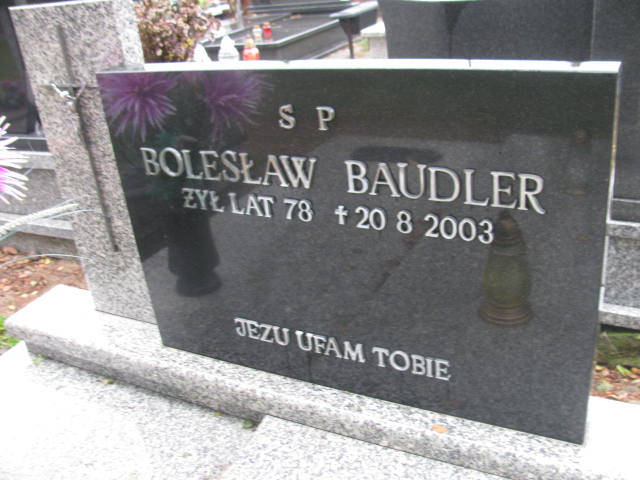 S P
BOLESŁAW BAUDLER
ŻYŁ LAT 78 † 20 8 2003
JEZU UFAM TOBIE